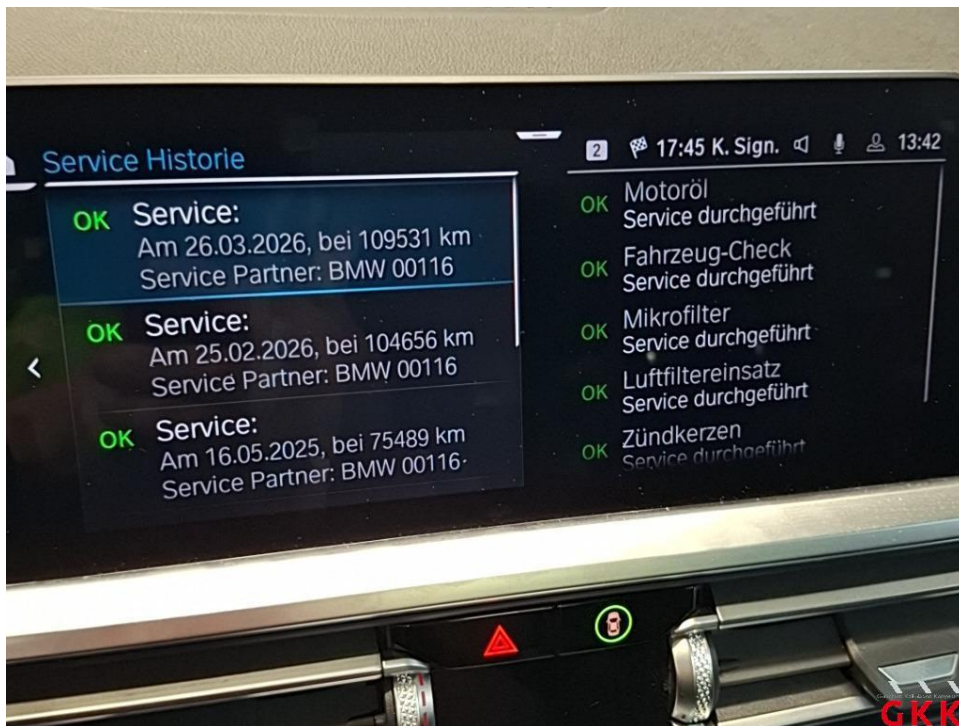 Service Historie
2 17:45 K. Sign. 13:42
OK Service:
Am 26.03.2026, bei 109531 km
Service Partner: BMW 00116
OK Service:
Am 25.02.2026, bei 104656 km
Service Partner: BMW 00116
OK Service:
Am 16.05.2025, bei 75489 km
Service Partner: BMW 00116
OK Motoröl
Service durchgeführt
OK Fahrzeug-Check
Service durchgeführt
OK Mikrofilter
Service durchgeführt
OK Luftfiltereinsatz
Service durchgeführt
OK Zündkerzen
Service durchgeführt
GKK